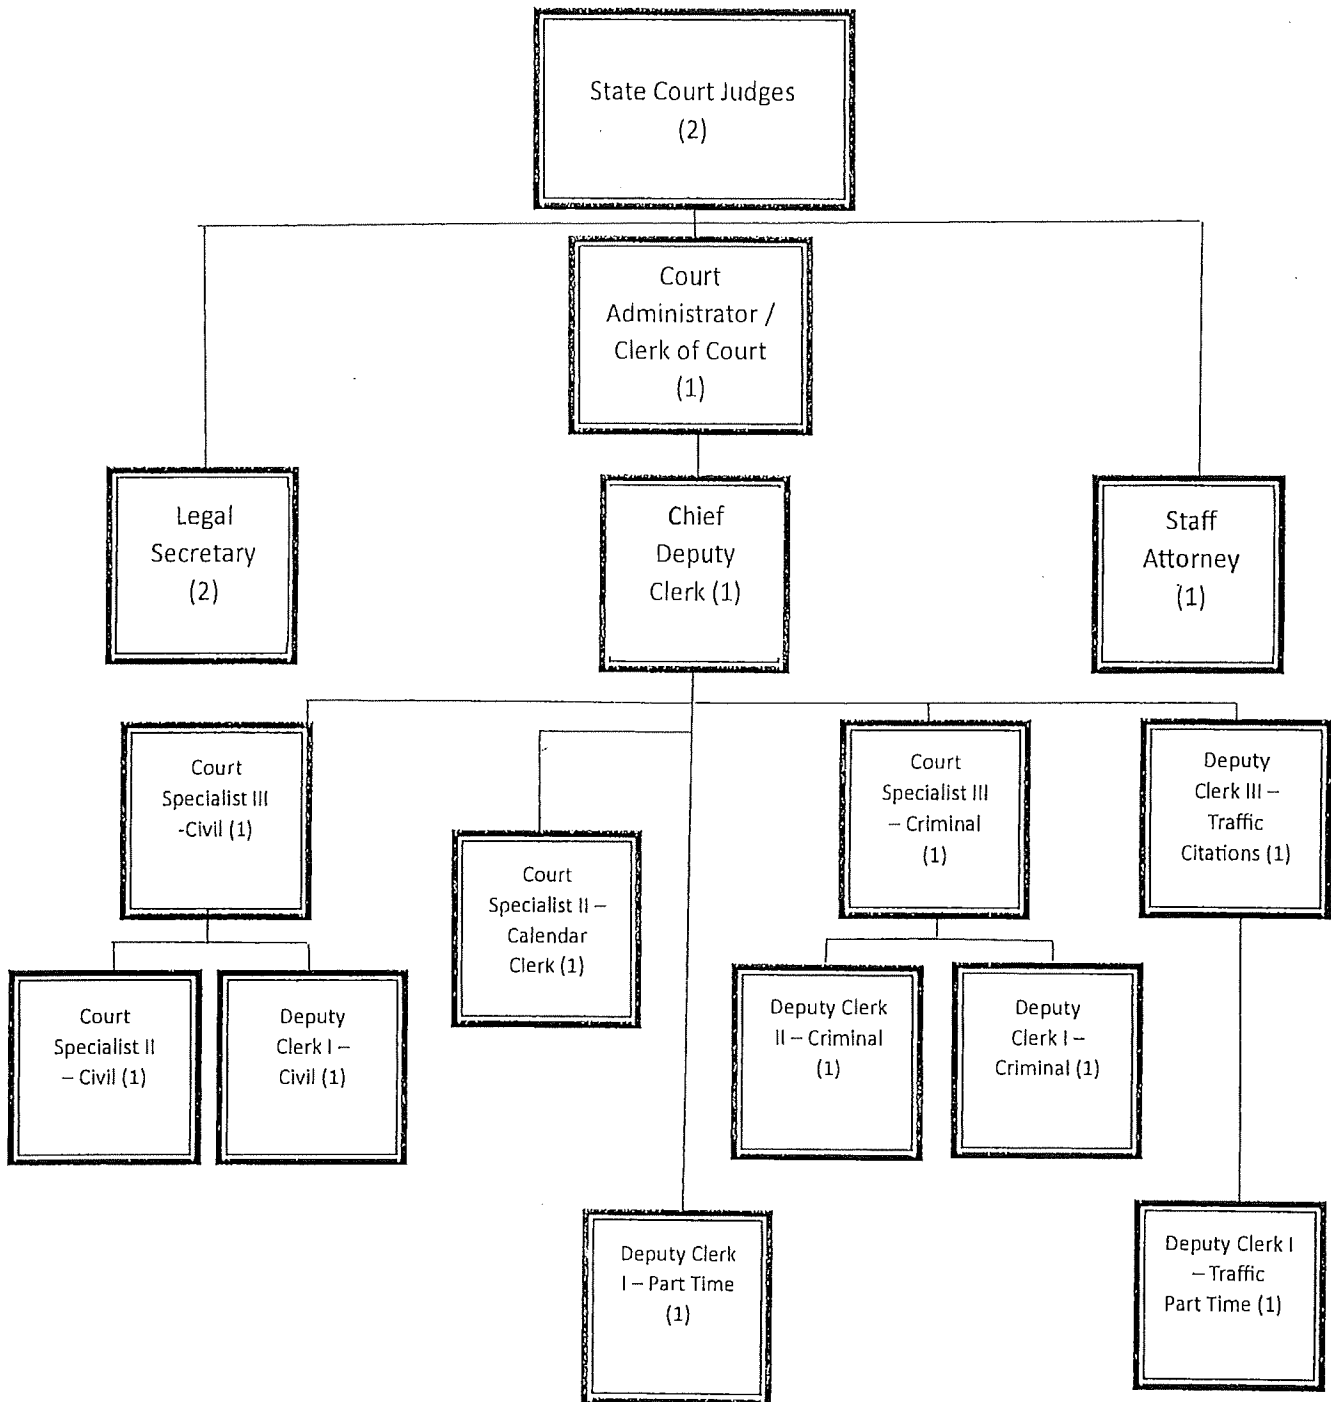 State Court Judges
(2)
Court
Administrator /
Clerk of Court
(1)
Legal
Secretary
(2)
Chief
Deputy
Clerk (1)
Staff
Attorney
(1)
Court
Specialist III
-Civil (1)
Court
Specialist II –
Calendar
Clerk (1)
Court
Specialist III
– Criminal
(1)
Deputy
Clerk III –
Traffic
Citations (1)
Court
Specialist II
– Civil (1)
Deputy
Clerk I –
Civil (1)
Deputy Clerk
II – Criminal
(1)
Deputy
Clerk I –
Criminal (1)
Deputy Clerk
I – Part Time
(1)
Deputy Clerk I
– Traffic
Part Time (1)